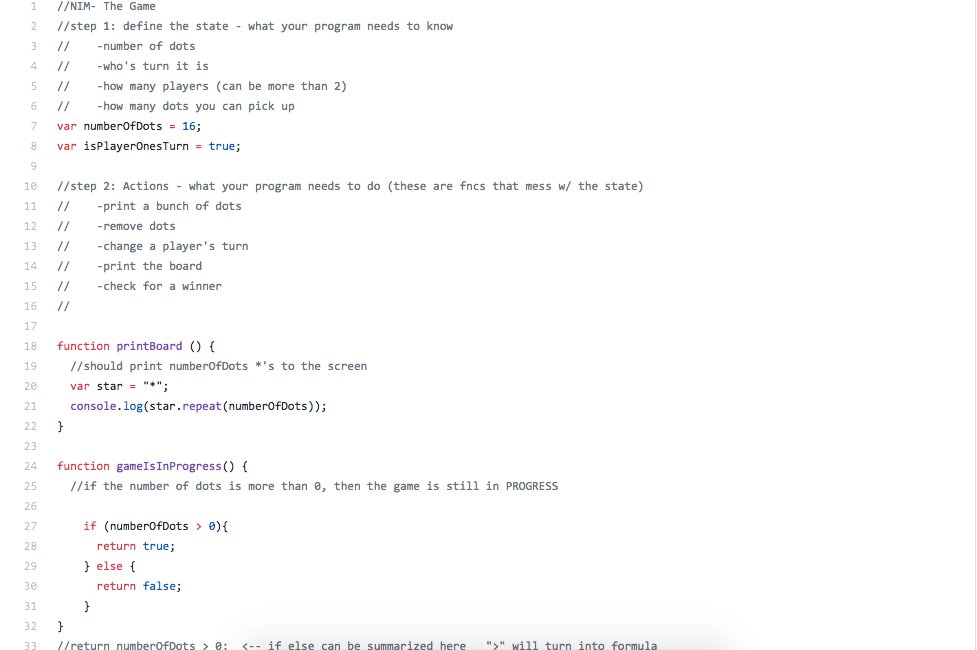 1 //NIM- The Game
2 //step 1: define the state - what your program needs to know
3 //    -number of dots
4 //    -who's turn it is
5 //    -how many players (can be more than 2)
6 //    -how many dots you can pick up
7 var numberOfDots = 16;
8 var isPlayerOnesTurn = true;
9
10 //step 2: Actions - what your program needs to do (these are fncs that mess w/ the state)
11 //    -print a bunch of dots
12 //    -remove dots
13 //    -change a player's turn
14 //    -print the board
15 //    -check for a winner
16 //
17
18 function printBoard () {
19   //should print numberOfDots *'s to the screen
20   var star = "*";
21   console.log(star.repeat(numberOfDots));
22 }
23
24 function gameIsInProgress() {
25   //if the number of dots is more than 0, then the game is still in PROGRESS
26
27     if (numberOfDots > 0){
28       return true;
29     } else {
30       return false;
31     }
32 }
33 //return numberOfDots > 0;  <-- if else can be summarized here   ">" will turn into formula